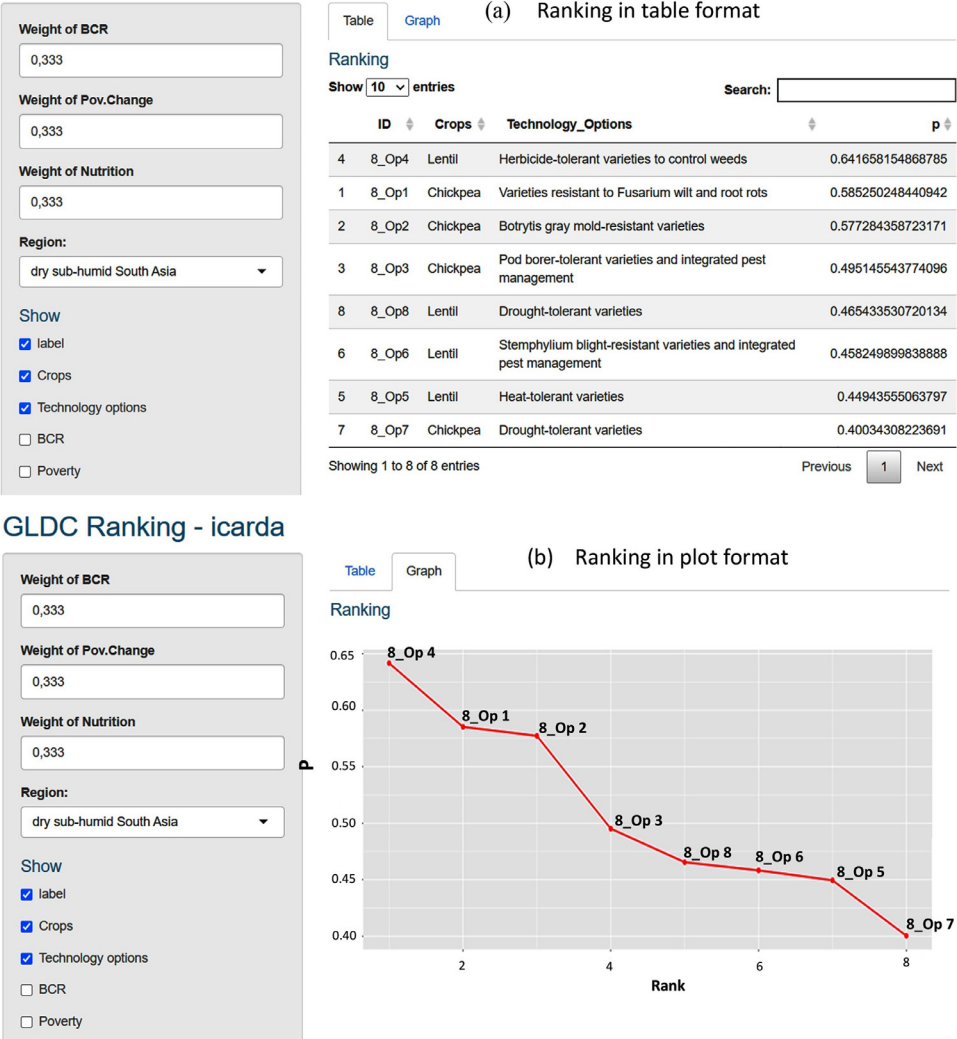 (a) Ranking in table format
Weight of BCR
0,333
Weight of Pov.Change
0,333
Weight of Nutrition
0,333
Region:
dry sub-humid South Asia
Show
label
Crops
Technology options
BCR
Poverty
Table Graph
Ranking
Show 10 entries
Search:
ID Crops Technology_Options p
4 8_Op4 Lentil Herbicide-tolerant varieties to control weeds 0.641658154868785
1 8_Op1 Chickpea Varieties resistant to Fusarium wilt and root rots 0.585250248440942
2 8_Op2 Chickpea Botrytis gray mold-resistant varieties 0.577284358723171
3 8_Op3 Chickpea Pod borer-tolerant varieties and integrated pest
management 0.495145543774096
8 8_Op8 Lentil Drought-tolerant varieties 0.465433530720134
6 8_Op6 Lentil Stemphylium blight-resistant varieties and integrated
pest management 0.458249899838888
5 8_Op5 Lentil Heat-tolerant varieties 0.44943555063797
7 8_Op7 Chickpea Drought-tolerant varieties 0.40034308223691
Showing 1 to 8 of 8 entries
Previous 1 Next
GLDC Ranking - icarda
Weight of BCR
0,333
Weight of Pov.Change
0,333
Weight of Nutrition
0,333
Region:
dry sub-humid South Asia
Show
label
Crops
Technology options
BCR
Poverty
Table Graph
(b) Ranking in plot format
Ranking
0.65
0.60
0.55
0.50
0.45
0.40
P
8_Op 4
8_Op 1
8_Op 2
8_Op 3
8_Op 8
8_Op 6
8_Op 5
8_Op 7
2 4 6 8
Rank